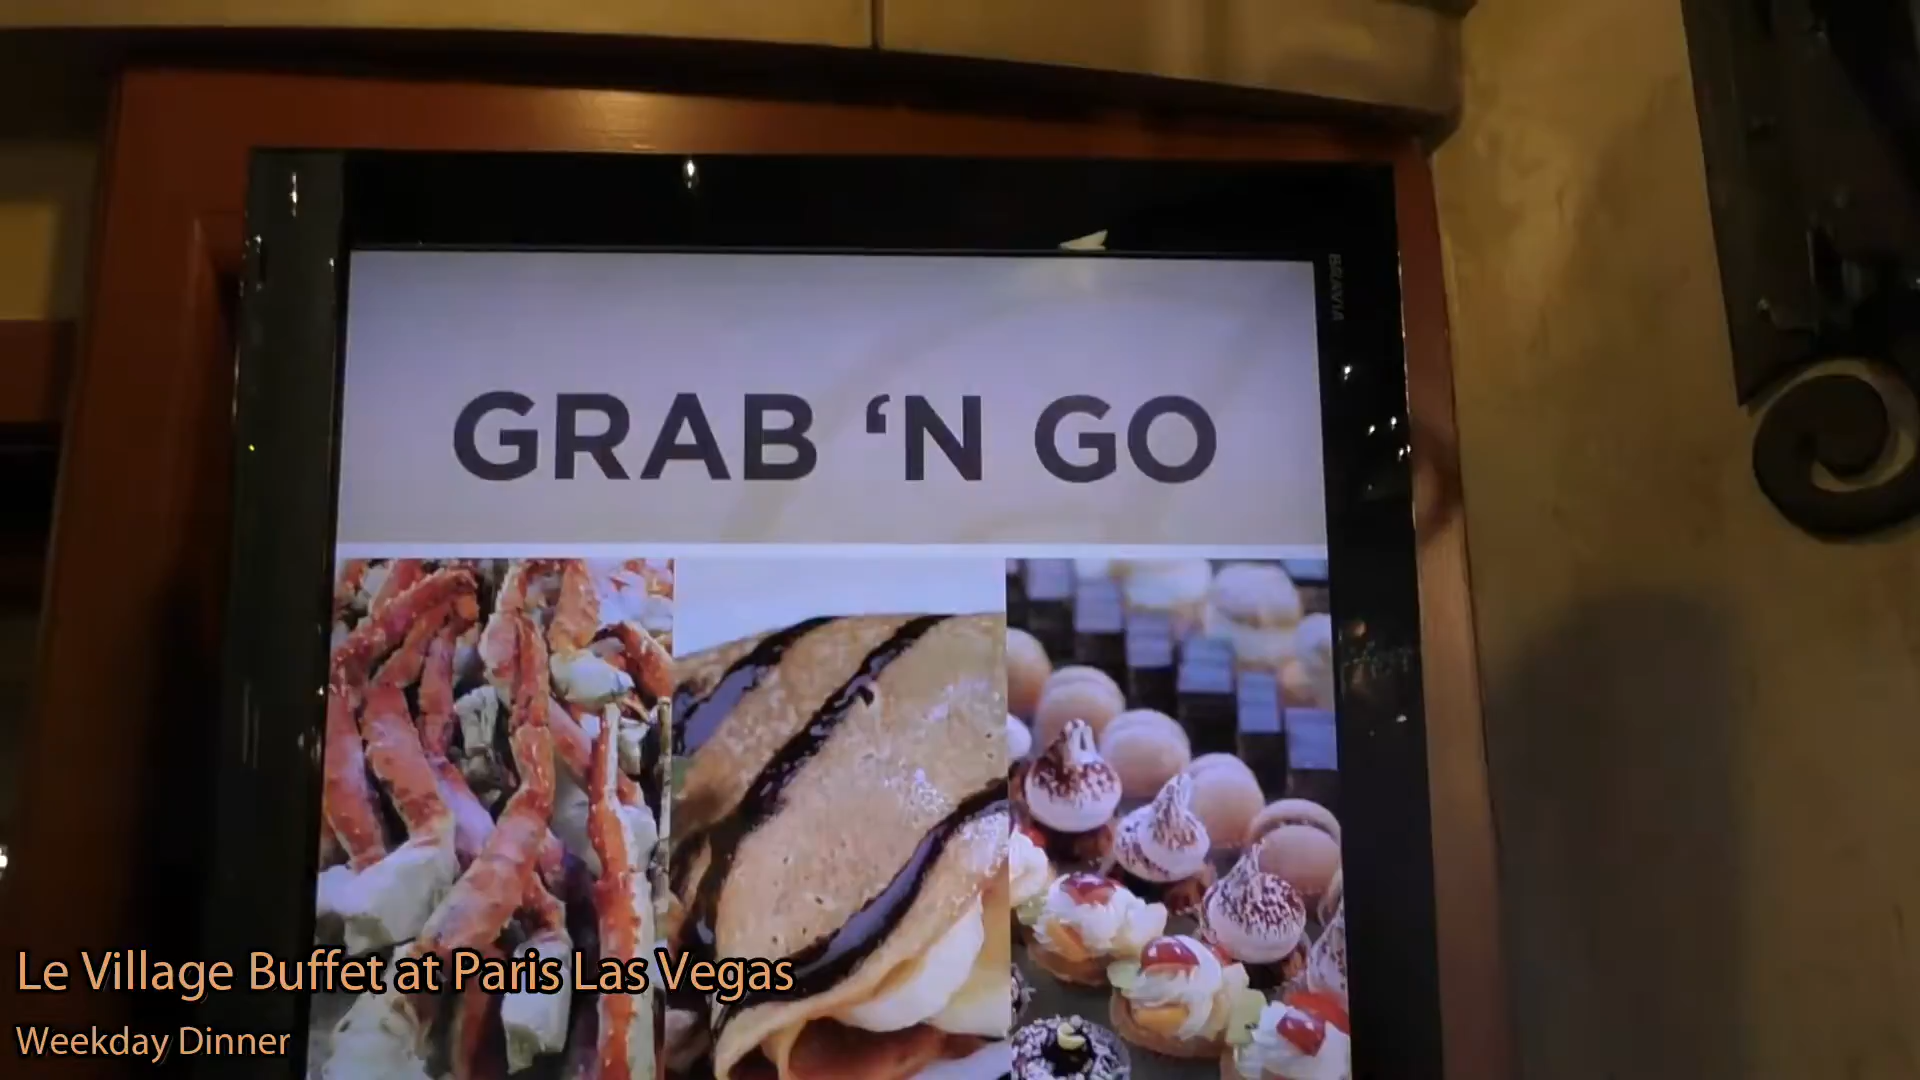 BRAVIA
GRAB ‘N GO
Le Village Buffet at Paris Las Vegas
Weekday Dinner